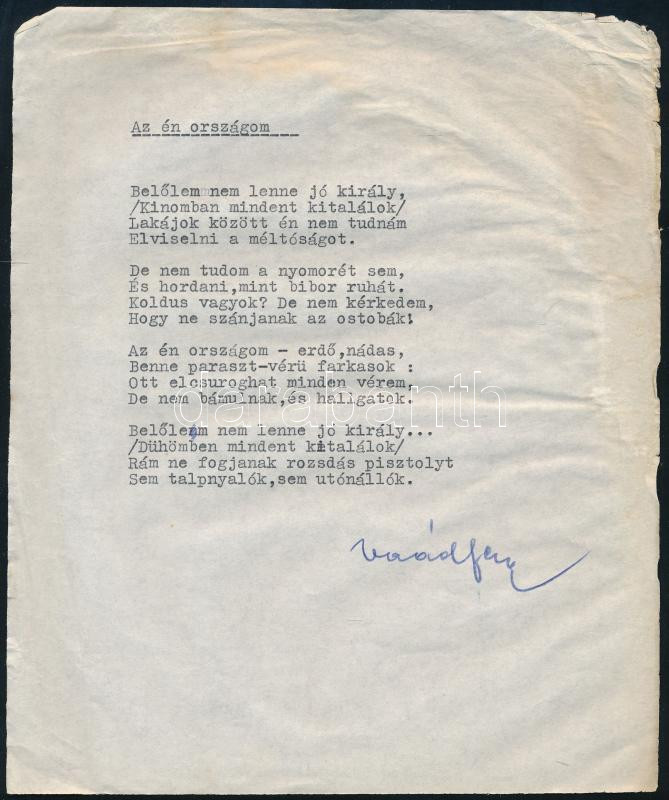 Az én országom
Belőlem nem lenne jó király,
/Kinomban mindent kitalálok/
Lakájok között én nem tudnám
Elviselni a méltóságot.
De nem tudom a nyomorét sem,
És hordani,mint bibor ruhát.
Koldus vagyok? De nem kérkedem,
Hogy ne szánjanak az ostobák!
Az én országom - erdő,nádas,
Benne paraszt-vérü farkasok :
Ott elcsuroghat minden vérem,
De nem bámulnak,és hallgatok.
darabanth
Belőlem nem lenne jó király...
/Dühömben mindent kitalálok/
Rám ne fogjanak rozsdás pisztolyt
Sem talpnyalók,sem utónállók.